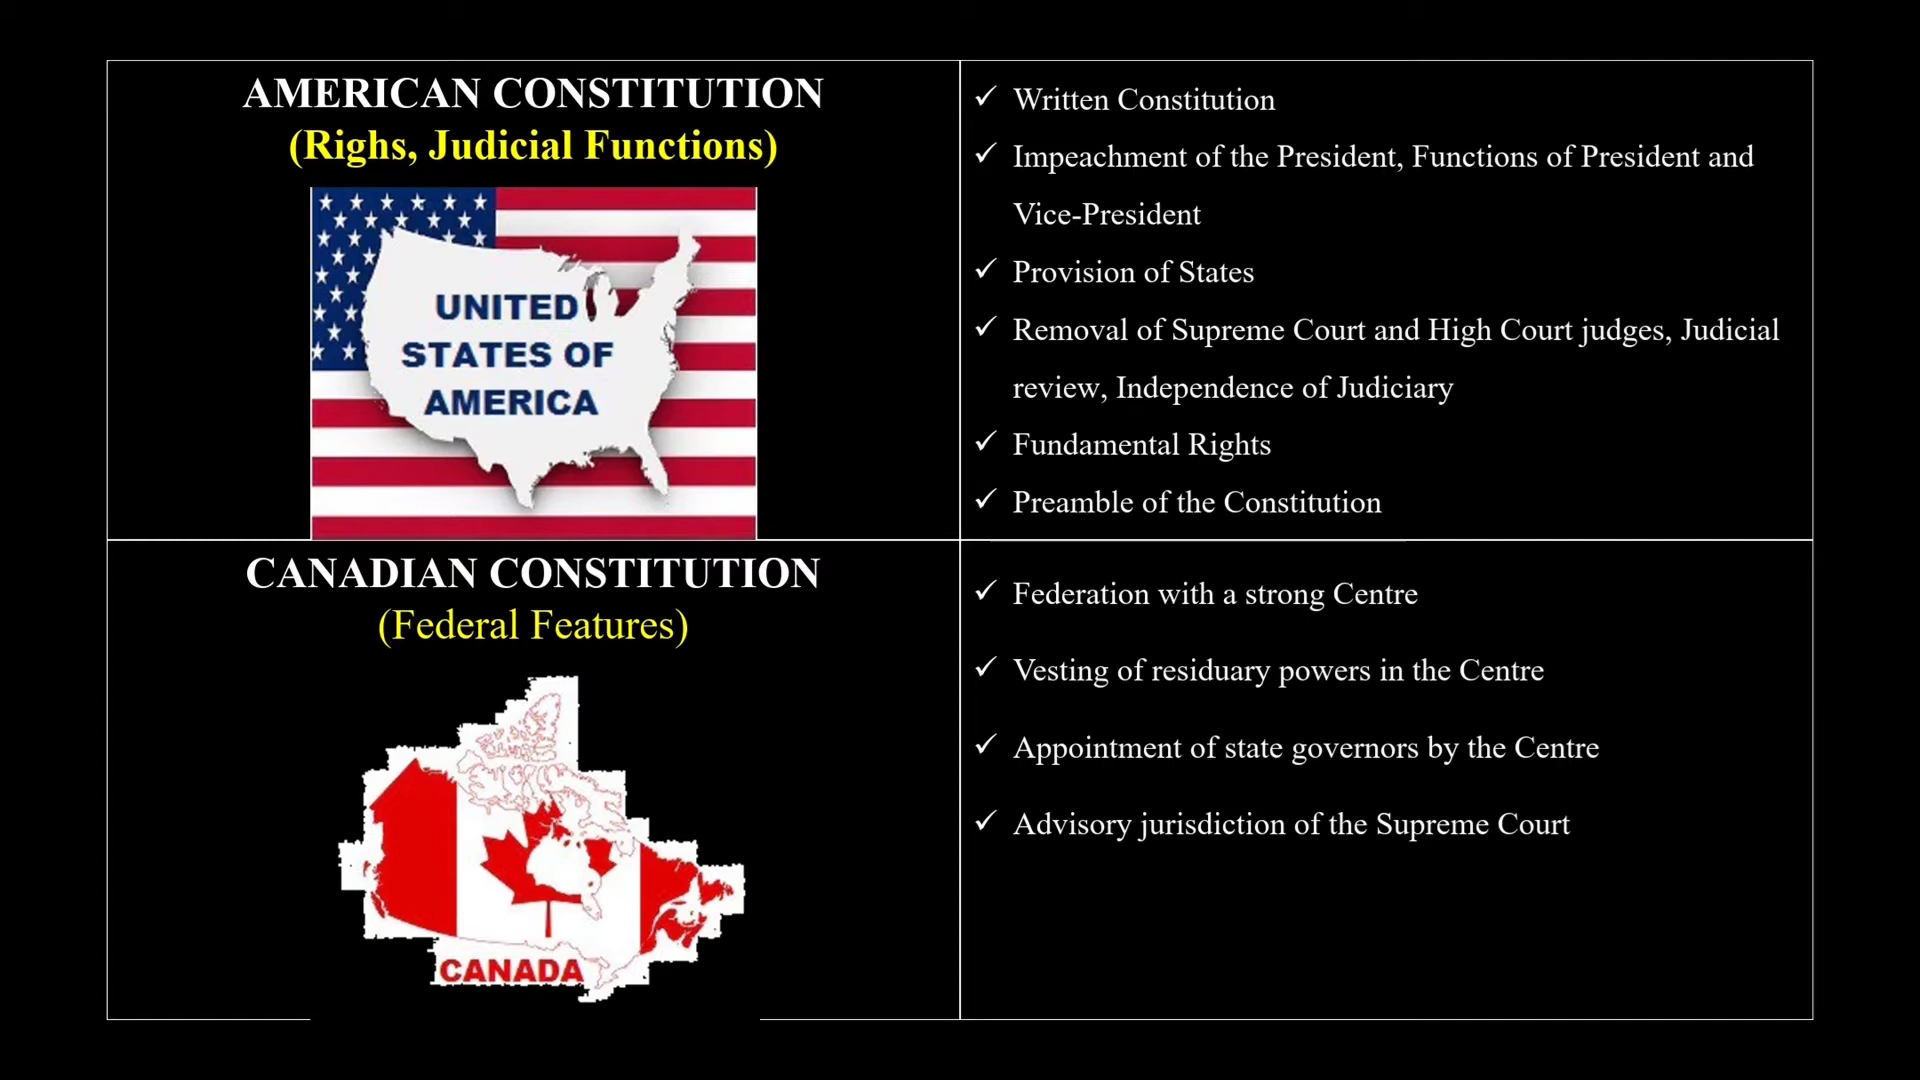 AMERICAN CONSTITUTION
(Righs, Judicial Functions)
UNITED
STATES OF
AMERICA
✓ Written Constitution
✓ Impeachment of the President, Functions of President and
Vice-President
✓ Provision of States
✓ Removal of Supreme Court and High Court judges, Judicial
review, Independence of Judiciary
✓ Fundamental Rights
✓ Preamble of the Constitution
CANADIAN CONSTITUTION
(Federal Features)
CANADA
✓ Federation with a strong Centre
✓ Vesting of residuary powers in the Centre
✓ Appointment of state governors by the Centre
✓ Advisory jurisdiction of the Supreme Court